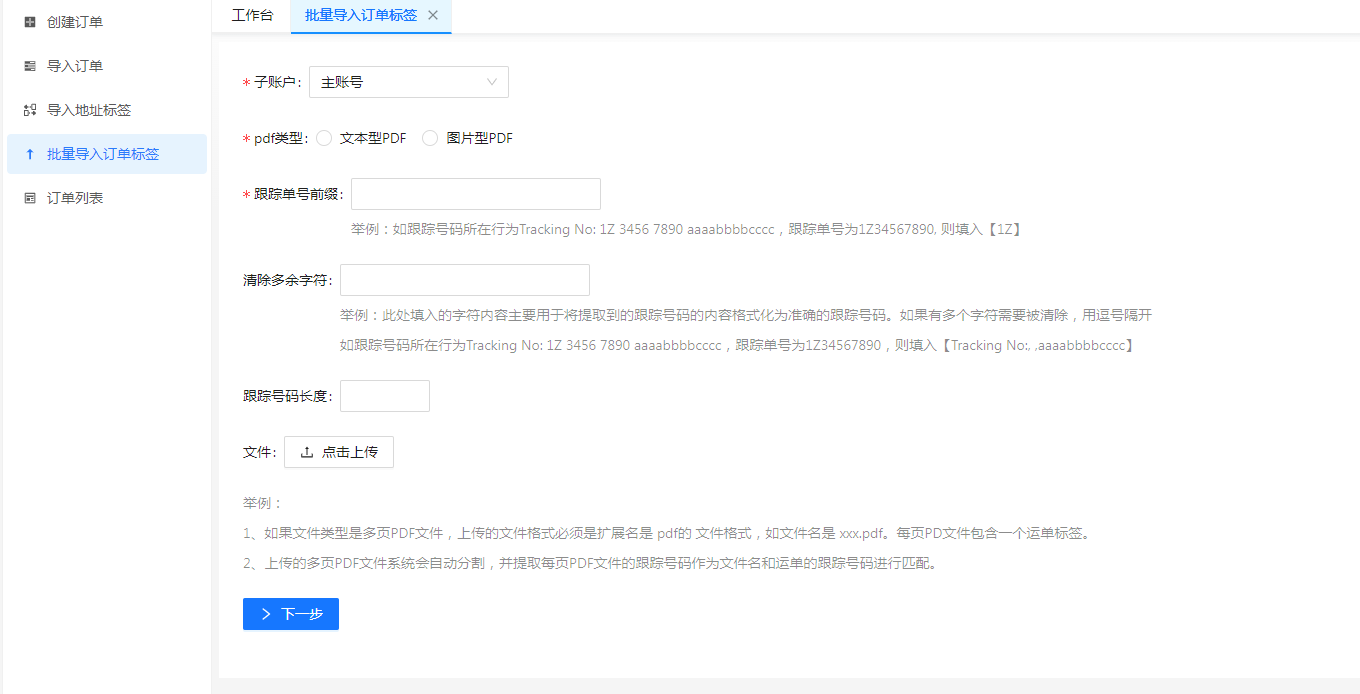 创建订单
导入订单
导入地址标签
批量导入订单标签
订单列表
工作台
批量导入订单标签
* 子账户: 主账号
* pdf类型: 文本型PDF 图片型PDF
* 跟踪单号前缀:
举例：如跟踪号码所在行为Tracking No: 1Z 3456 7890 aaaabbbbcccc，跟踪单号为1Z34567890, 则填入【1Z】
清除多余字符:
举例：此处填入的字符内容主要用于将提取到的跟踪号码的内容格式化为准确的跟踪号码。如果有多个字符需要被清除，用逗号隔开
如跟踪号码所在行为Tracking No: 1Z 3456 7890 aaaabbbbcccc，跟踪单号为1Z34567890，则填入【Tracking No:, ,aaaabbbbcccc】
跟踪号码长度:
文件: 点击上传
举例：
1、如果文件类型是多页PDF文件，上传的文件格式必须是扩展名是 pdf的 文件格式，如文件名是 xxx.pdf。每页PD文件包含一个运单标签。
2、上传的多页PDF文件系统会自动分割，并提取每页PDF文件的跟踪号码作为文件名和运单的跟踪号码进行匹配。
下一步